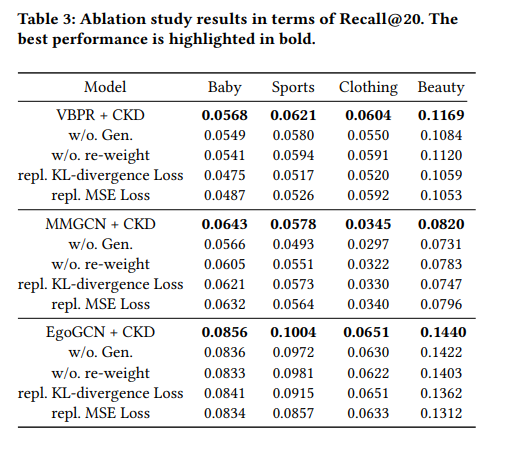 Table 3: Ablation study results in terms of Recall@20. The
best performance is highlighted in bold.
Model Baby Sports Clothing Beauty
VBPR + CKD 0.0568 0.0621 0.0604 0.1169
w/o. Gen. 0.0549 0.0580 0.0550 0.1084
w/o. re-weight 0.0541 0.0594 0.0591 0.1120
repl. KL-divergence Loss 0.0475 0.0517 0.0520 0.1059
repl. MSE Loss 0.0487 0.0526 0.0592 0.1053
MMGCN + CKD 0.0643 0.0578 0.0345 0.0820
w/o. Gen. 0.0566 0.0493 0.0297 0.0731
w/o. re-weight 0.0605 0.0551 0.0322 0.0783
repl. KL-divergence Loss 0.0621 0.0573 0.0330 0.0747
repl. MSE Loss 0.0632 0.0564 0.0340 0.0796
EgoGCN + CKD 0.0856 0.1004 0.0651 0.1440
w/o. Gen. 0.0836 0.0972 0.0630 0.1422
w/o. re-weight 0.0833 0.0981 0.0622 0.1403
repl. KL-divergence Loss 0.0841 0.0915 0.0651 0.1362
repl. MSE Loss 0.0834 0.0857 0.0633 0.1312